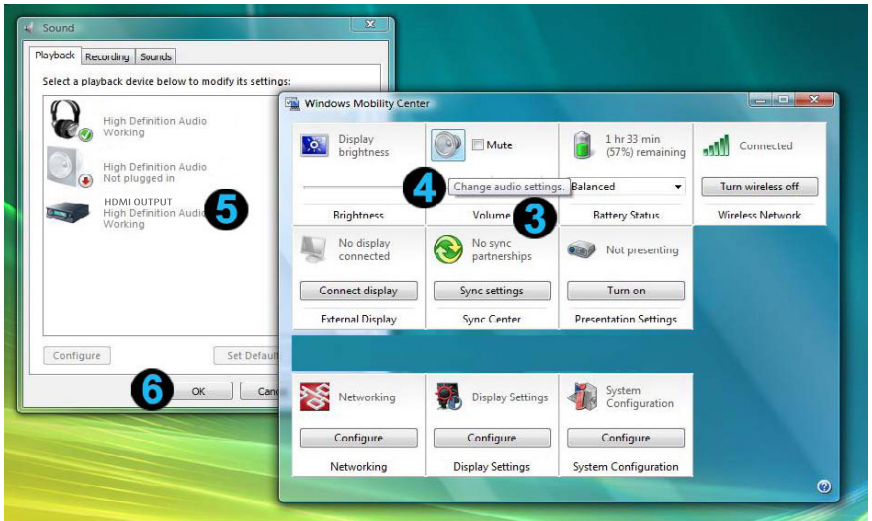 Sound
Playback Recording Sounds
Select a playback device below to modify its settings:
High Definition Audio
Working
High Definition Audio
Not plugged in
HDMI OUTPUT
High Definition Audio
Working
5
Configure
Set Default
6
OK
Windows Mobility Center
Display
brightness
Mute
1 hr 33 min
(57%) remaining
Connected
4
Change audio settings.
Balanced
Turn wireless off
Brightness
Volume
3
Battery Status
Wireless Network
No display
connected
No sync
partnerships
Not presenting
Connect display
Sync settings
Turn on
External Display
Sync Center
Presentation Settings
Networking
Display Settings
System
Configuration
Configure
Configure
Configure
Networking
Display Settings
System Configuration